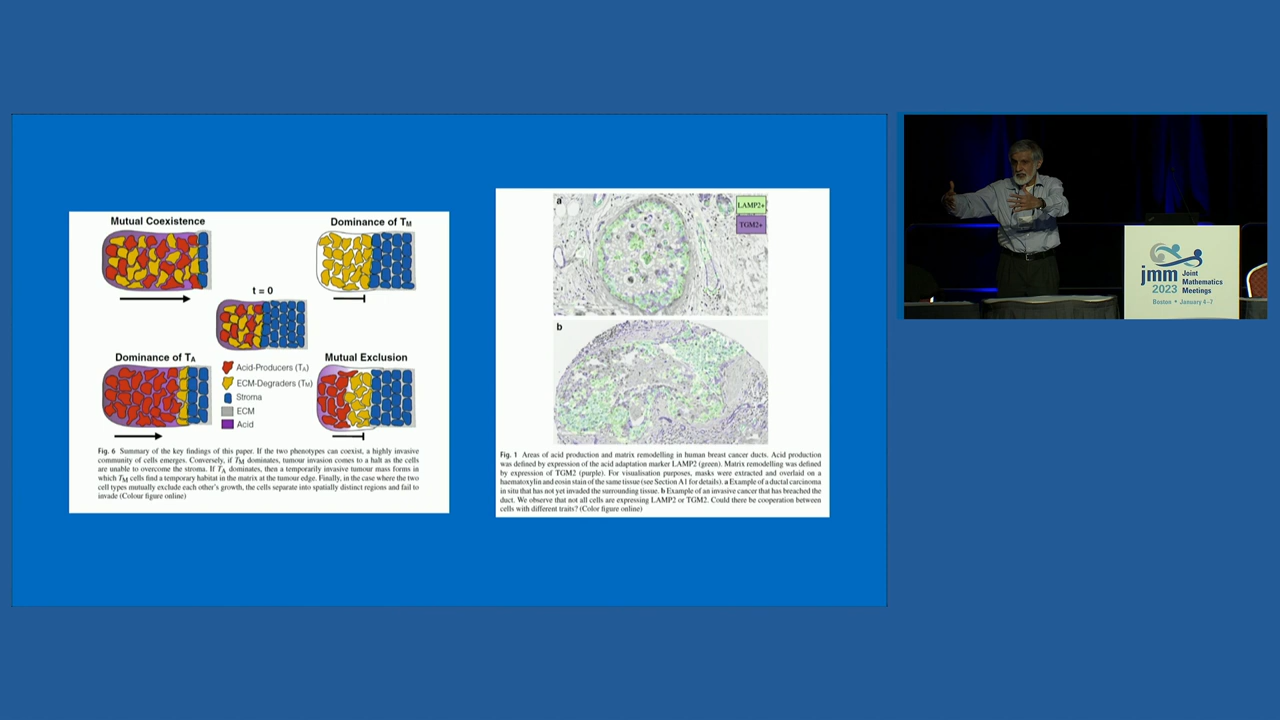 Mutual Coexistence
Dominance of TM
t = 0
Dominance of TA
Mutual Exclusion
Acid-Producers (TA)
ECM-Degraders (TM)
Stroma
ECM
Acid
Fig. 6 Summary of the key findings of this paper. If the two phenotypes can coexist, a highly invasive
community of cells emerges. Conversely, if TM dominates, tumour invasion comes to a halt as the cells
are unable to overcome the stroma. If TA dominates, then a temporarily invasive tumour mass forms in
which TM cells find a temporary habitat in the matrix at the tumour edge. Finally, in the case where the two
cell types mutually exclude each other's growth, the cells separate into spatially distinct regions and fail to
invade (Colour figure online)
a
LAMP2+
TGM2+
b
Fig. 1 Areas of acid production and matrix remodelling in human breast cancer ducts. Acid production
was defined by expression of the acid adaptation marker LAMP2 (green). Matrix remodelling was defined
by expression of TGM2 (purple). For visualisation purposes, masks were extracted and overlaid on a
haematoxylin and eosin stain of the same tissue (see Section A1 for details). a Example of a ductal carcinoma
in situ that has not yet invaded the surrounding tissue. b Example of an invasive cancer that has breached the
duct. We observe that not all cells are expressing LAMP2 or TGM2. Could there be cooperation between
cells with different traits? (Color figure online)
jmm
2023
Joint
Mathematics
Meetings
Boston • January 4–7